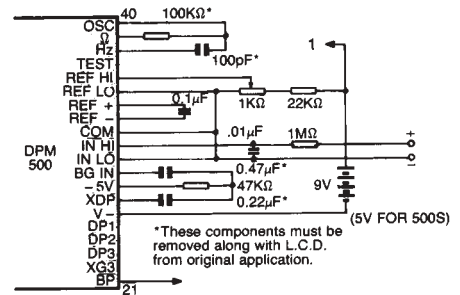 40 100KΩ*
OSC
Ω
Hz
100pF*
TEST
1
REF HI
REF LO
0.1µF
1KΩ 22KΩ
REF +
REF –
COM
.01µF 1MΩ
DPM
500
IN HI
+
IN LO
–
0.47µF*
BG IN
– 5V
47KΩ
9V
XDP
0.22µF*
V –
(5V FOR 500S)
DP1
DP2
DP3
XG3
BP
21
*These components must be
removed along with L.C.D.
from original application.